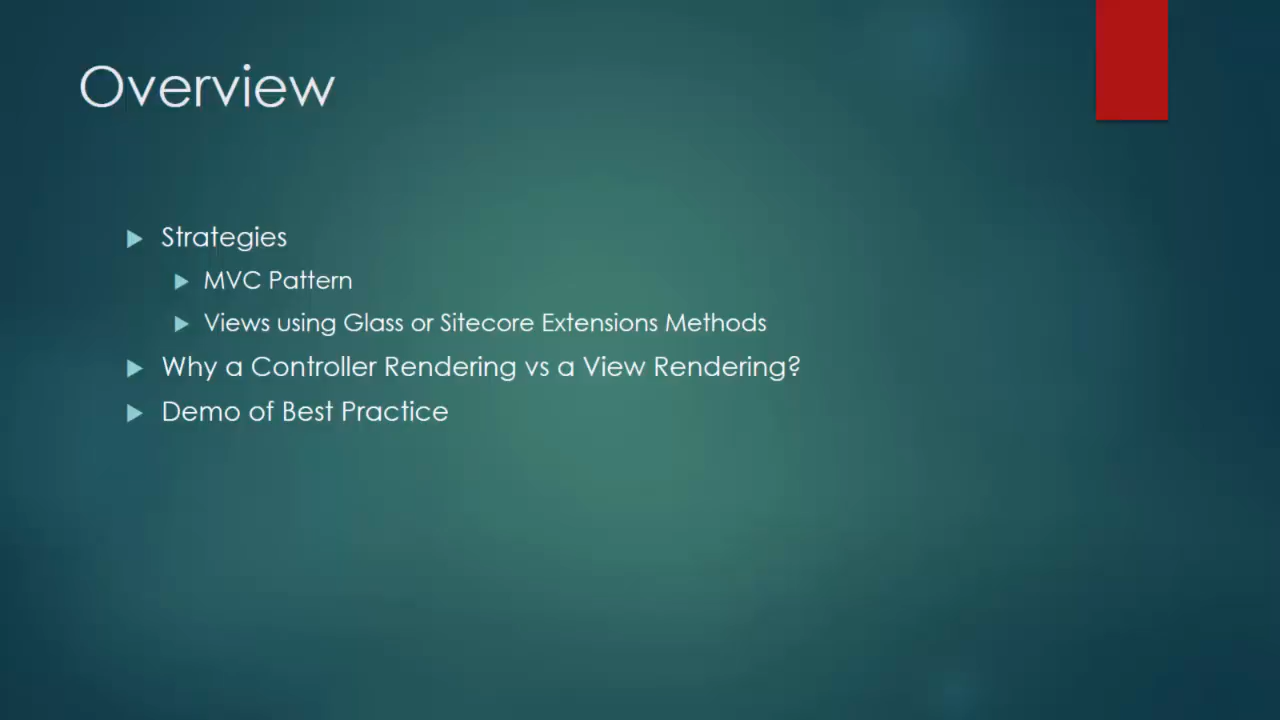 Overview
Strategies
MVC Pattern
Views using Glass or Sitecore Extensions Methods
Why a Controller Rendering vs a View Rendering?
Demo of Best Practice